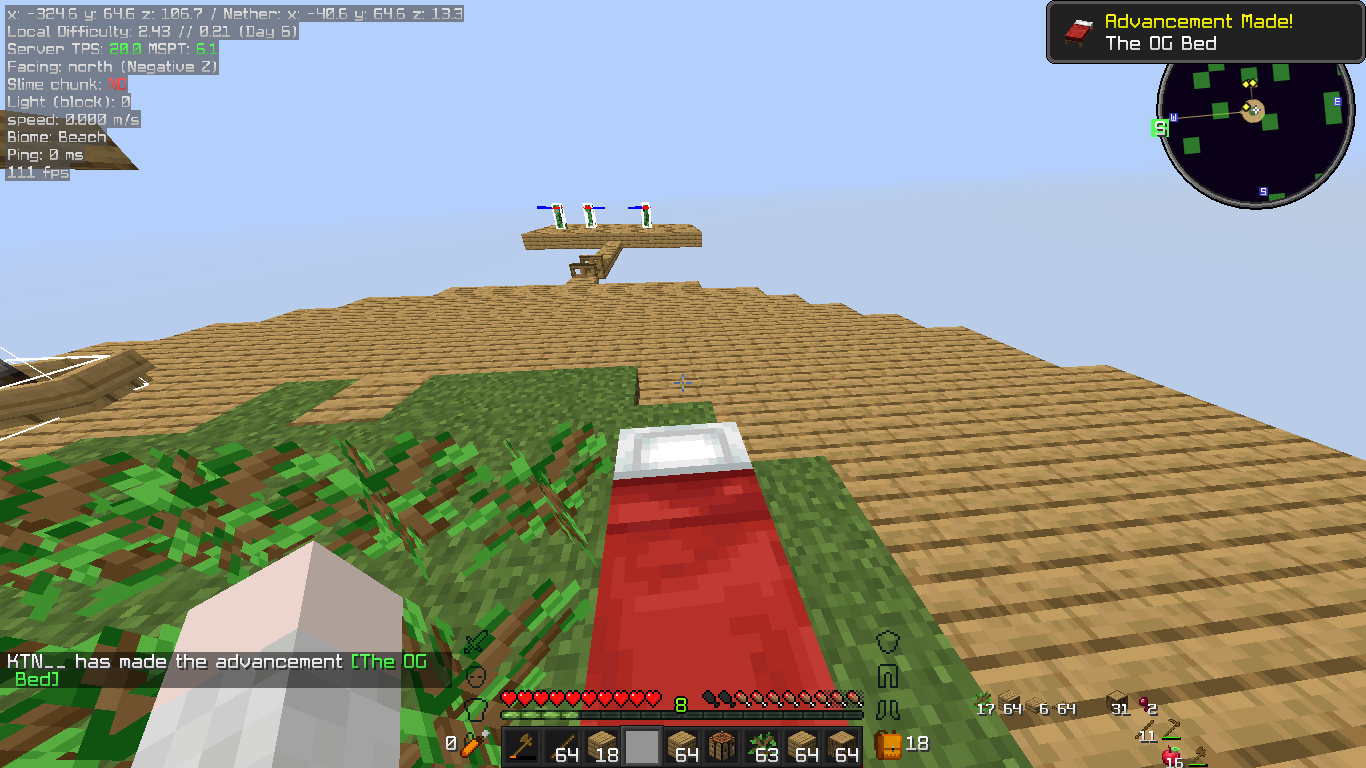 x: -324.6 y: 64.6 z: 106.7 / Nether: x: -40.6 y: 64.6 z: 13.3
Local Difficulty: 2.43 // 0.21 (Day 6)
Server TPS: 20.0 MSPT: 6.1
Facing: north (Negative Z)
Slime chunk: NO
Light (block): 0
speed: 0.000 m/s
Biome: Beach
Ping: 0 ms
111 fps
Advancement Made!
The OG Bed
E
W
S
S
KTN__ has made the advancement [The OG
Bed]
8
17 64 6 64 31 2
11
16
0 64 18 64 63 64 64 18